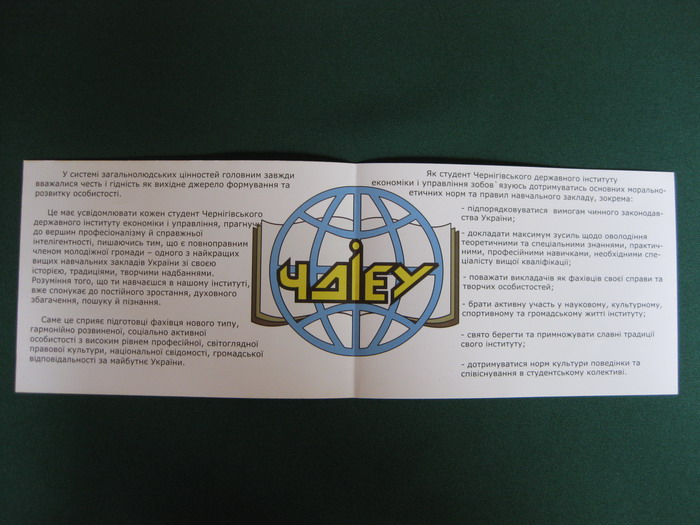 У системі загальнолюдських цінностей головним завжди
вважалися честь і гідність як вихідне джерело формування та
розвитку особистості.
Це має усвідомлювати кожен студент Чернігівського
державного інституту економіки і управління, прагнучи
до вершин професіоналізму й справжньої
інтелігентності, пишаючись тим, що є повноправним
членом молодіжної громади – одного з найкращих
вищих навчальних закладів України зі своєю
історією, традиціями, творчими надбаннями.
Розуміння того, що ти навчаєшся в нашому інституті,
вже спонукає до постійного зростання, духовного
збагачення, пошуку й пізнання.
Саме це сприяє підготовці фахівця нового типу,
гармонійно розвиненої, соціально активної
особистості з високим рівнем професійної, світоглядної
правової культури, національної свідомості, громадської
відповідальності за майбутнє України.
ЧДІЕУ
Як студент Чернігівського державного інституту
економіки і управління зобов`язуюсь дотримуватись основних морально-
етичних норм та правил навчального закладу, зокрема:
- підпорядковуватися вимогам чинного законодав-
ства України;
- докладати максимум зусиль щодо оволодіння
теоретичними та спеціальними знаннями, практич-
ними, професійними навичками, необхідними спе-
ціалісту вищої кваліфікації;
- поважати викладачів як фахівців своєї справи та
творчих особистостей;
- брати активну участь у науковому, культурному,
спортивному та громадському житті інституту;
- свято берегти та примножувати славні традиції
свого інституту;
- дотримуватися норм культури поведінки та
співіснування в студентському колективі.